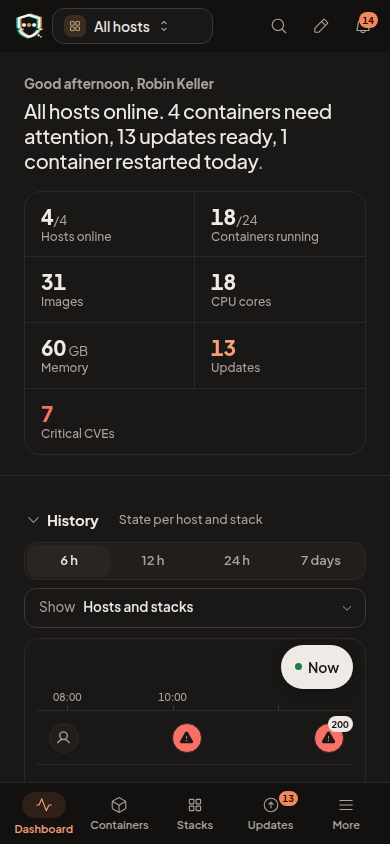 All hosts
14
Good afternoon, Robin Keller
All hosts online. 4 containers need
attention, 13 updates ready, 1
container restarted today.
4/4
Hosts online
18/24
Containers running
31
Images
18
CPU cores
60 GB
Memory
13
Updates
7
Critical CVEs
History State per host and stack
6 h 12 h 24 h 7 days
Show Hosts and stacks
Now
08:00 10:00
200
13
Dashboard Containers Stacks Updates More